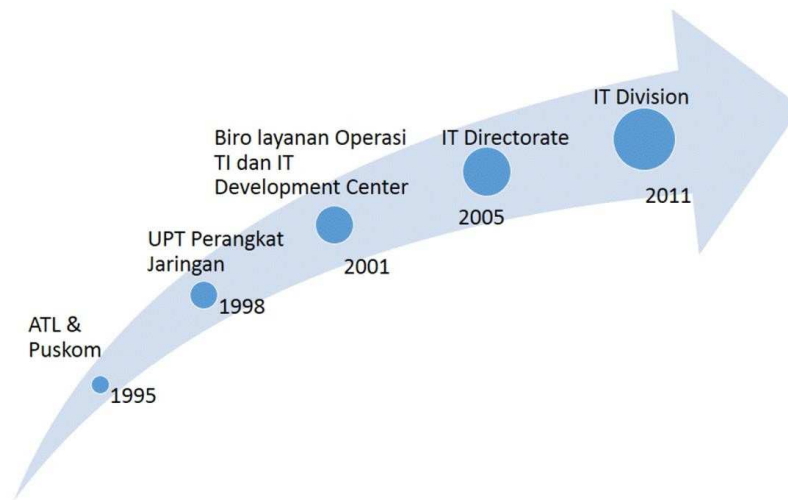 ATL &
Puskom
1995
UPT Perangkat
Jaringan
1998
Biro layanan Operasi
TI dan IT
Development Center
2001
IT Directorate
2005
IT Division
2011